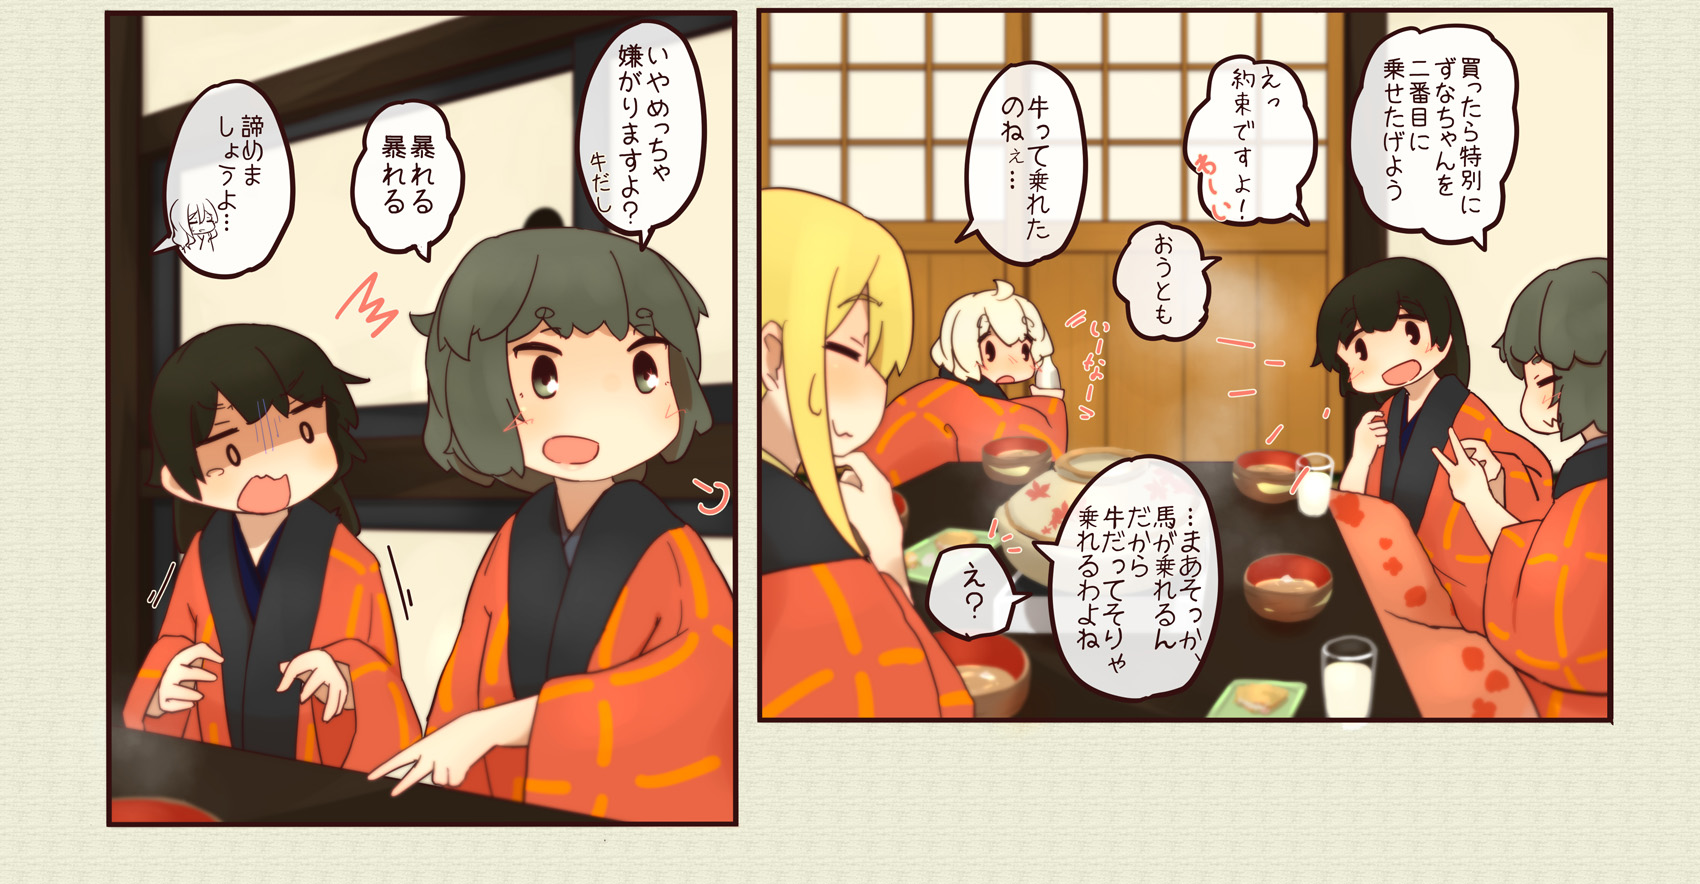 買ったら特別に
ずなちゃんを
二番目に
乗せたげよう
えっ
約束ですよ！
わーいい
おうとも
牛って乗れた
のねぇ…
いーなー
…まあそっか、
馬が乗れるん
だから
牛だってそりゃ
乗れるわよね
え？
いやめっちゃ
嫌がりますよ？
牛だし
暴れる
暴れる
諦めま
しょうよ…